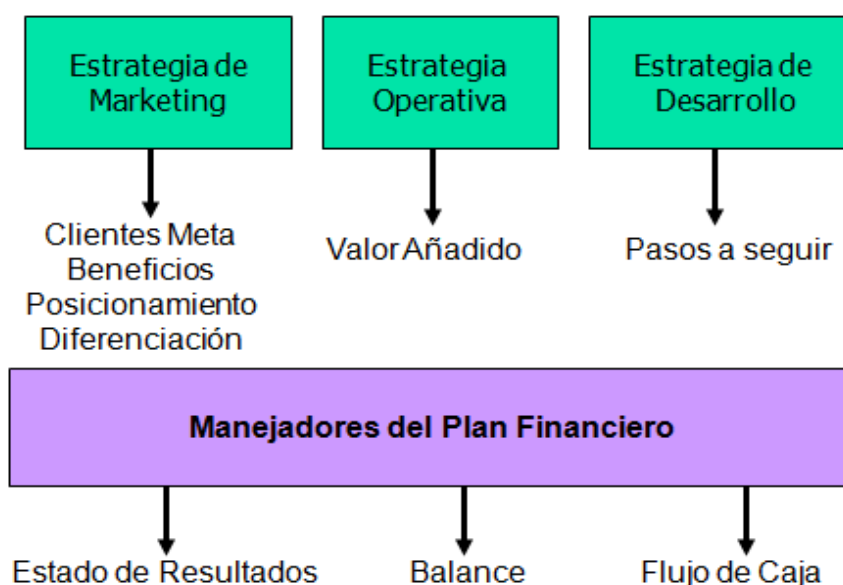 Estrategia de
Marketing
Estrategia
Operativa
Estrategia de
Desarrollo
Clientes Meta
Beneficios
Posicionamiento
Diferenciación
Valor Añadido
Pasos a seguir
Manejadores del Plan Financiero
Estado de Resultados
Balance
Flujo de Caja